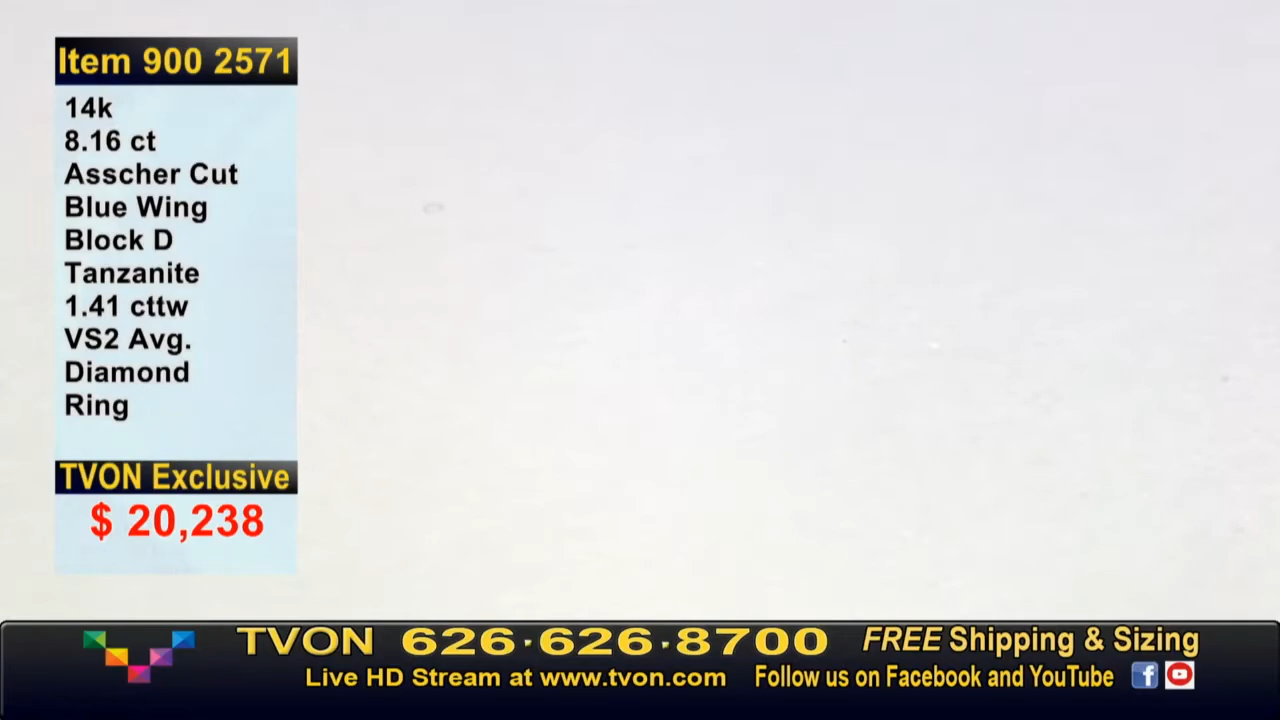 Item 900 2571
14k
8.16 ct
Asscher Cut
Blue Wing
Block D
Tanzanite
1.41 cttw
VS2 Avg.
Diamond
Ring
TVON Exclusive
$ 20,238
TVON 626·626·8700 FREE Shipping & Sizing
Live HD Stream at www.tvon.com Follow us on Facebook and YouTube f